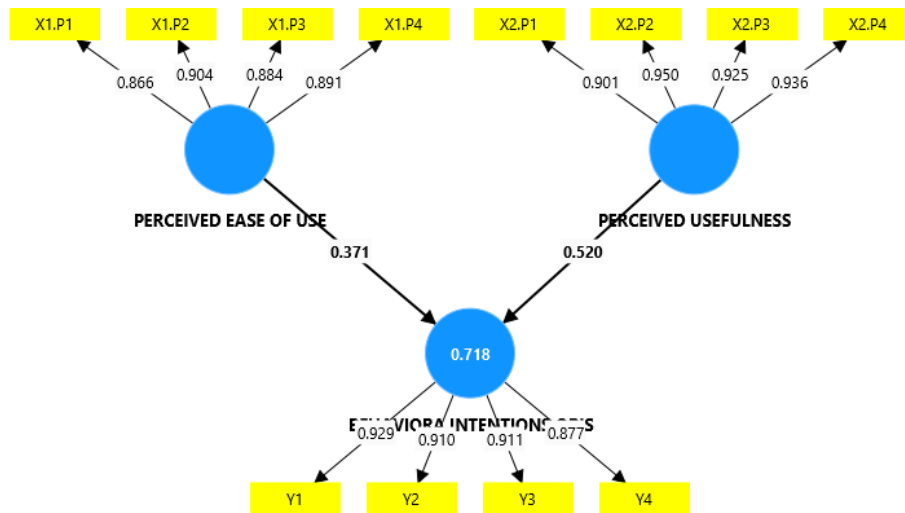 X1.P1 X1.P2 X1.P3 X1.P4 X2.P1 X2.P2 X2.P3 X2.P4
0.866 0.904 0.884 0.891 0.901 0.950 0.925 0.936
PERCEIVED EASE OF USE PERCEIVED USEFULNESS
0.371 0.520
0.718
INTENTIONS
0.929 0.910 0.911 0.877
Y1 Y2 Y3 Y4